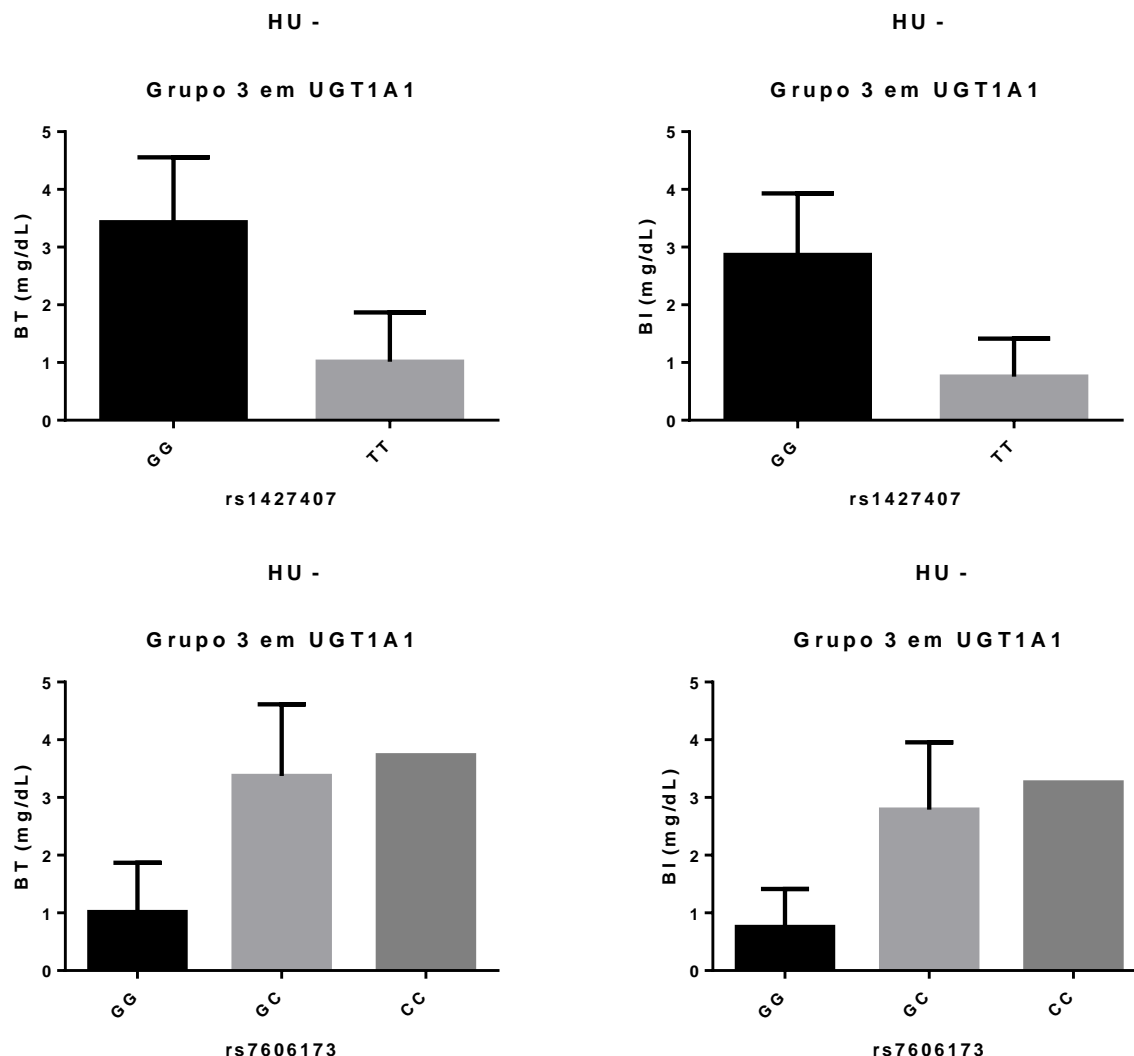 HU -
Grupo 3 em UGT1A1
5
4
3
2
1
0
BT (mg/dL)
GG
TT
rs1427407
HU -
Grupo 3 em UGT1A1
5
4
3
2
1
0
BI (mg/dL)
GG
TT
rs1427407
HU -
Grupo 3 em UGT1A1
5
4
3
2
1
0
BT (mg/dL)
GG
GC
CC
rs7606173
HU -
Grupo 3 em UGT1A1
5
4
3
2
1
0
BI (mg/dL)
GG
GC
CC
rs7606173